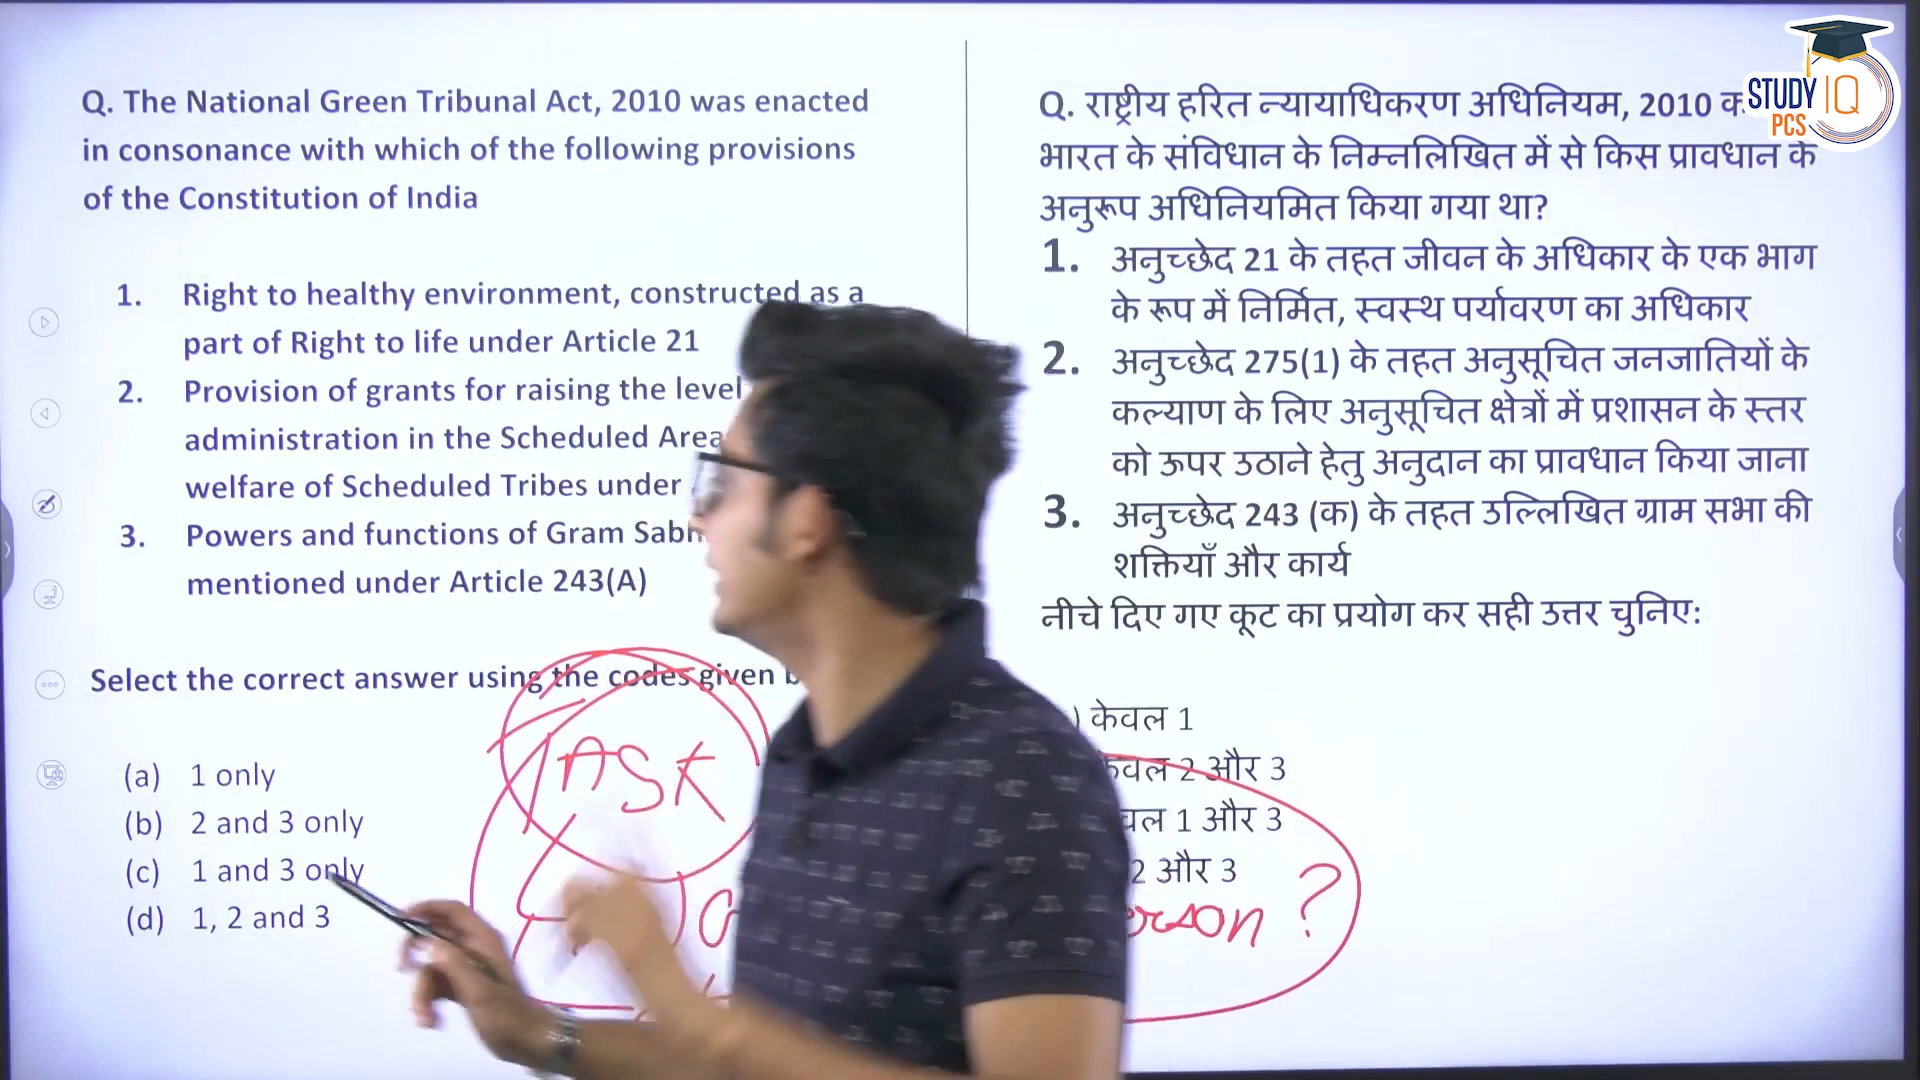 Q. The National Green Tribunal Act, 2010 was enacted
in consonance with which of the following provisions
of the Constitution of India
1. Right to healthy environment, constructed as a
part of Right to life under Article 21
2. Provision of grants for raising the level
administration in the Scheduled
welfare of Scheduled Tribes under
3. Powers and functions of Gram
mentioned under Article 243(A)
Select the correct answer using the codes given
(a) 1 only
(b) 2 and 3 only
(c) 1 and 3 only
(d) 1, 2 and 3
TASK
Q. राष्ट्रीय हरित न्यायाधिकरण अधिनियम, 2010
भारत के संविधान के निम्नलिखित में से किस प्रावधान के
अनुरूप अधिनियमित किया गया था?
1. अनुच्छेद 21 के तहत जीवन के अधिकार के एक भाग
के रूप में निर्मित, स्वस्थ पर्यावरण का अधिकार
2. अनुच्छेद 275(1) के तहत अनुसूचित जनजातियों के
कल्याण के लिए अनुसूचित क्षेत्रों में प्रशासन के स्तर
को ऊपर उठाने हेतु अनुदान का प्रावधान किया जाना
3. अनुच्छेद 243 (क) के तहत उल्लिखित ग्राम सभा की
शक्तियाँ और कार्य
नीचे दिए गए कूट का प्रयोग कर सही उत्तर चुनिए:
) केवल 1
2 और 3
1 और 3
2 और 3
?
STUDY IQ
PCS